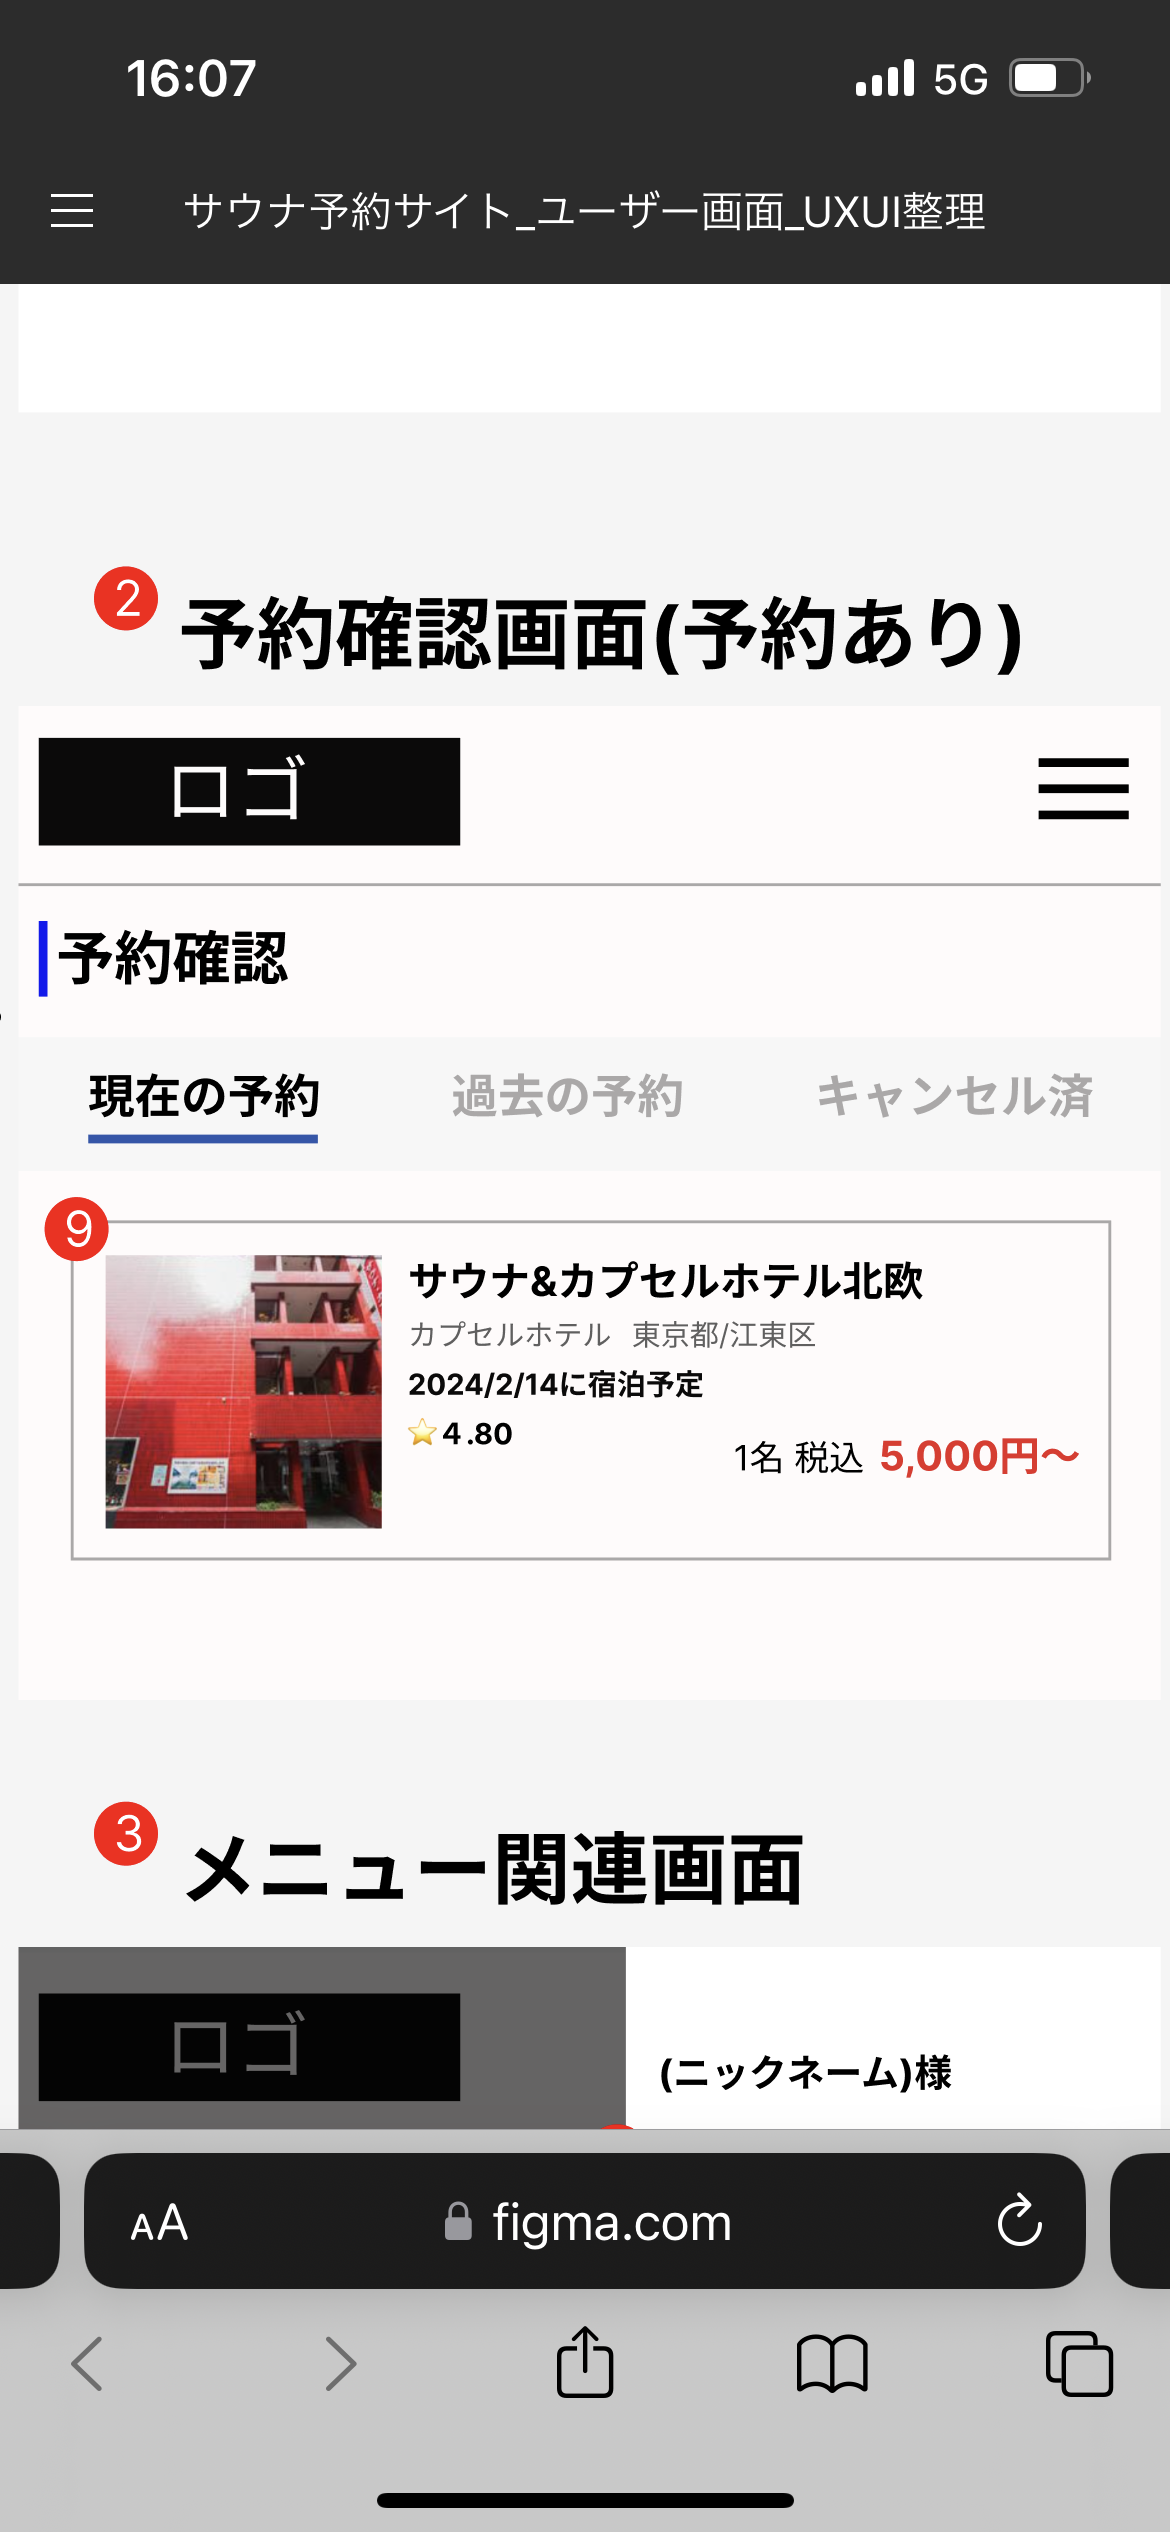 16:07
5G
サウナ予約サイト_ユーザー画面_UXUI整理
2
予約確認画面(予約あり)
ロゴ
予約確認
現在の予約 過去の予約 キャンセル済
9
サウナ&カプセルホテル北欧
カプセルホテル 東京都/江東区
2024/2/14に宿泊予定
⭐4.80
1名 税込 5,000円〜
3
メニュー関連画面
ロゴ
(ニックネーム)様
AA figma.com